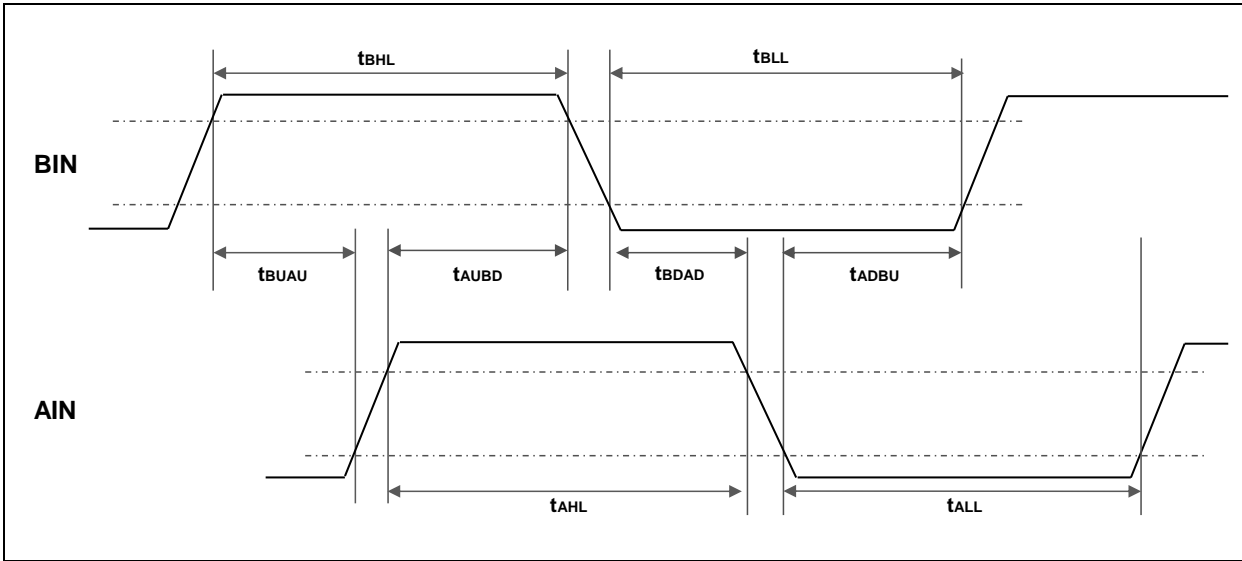 tBHL
tBLL
BIN
tBUAU
tAUBD
tBDAD
tADBU
AIN
tAHL
tALL